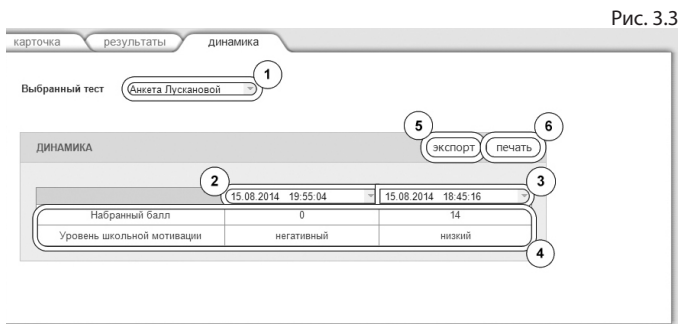 Рис. 3.3
карточка результаты динамика
1
Выбранный тест Анкета Лускановой
5 6
ДИНАМИКА экспорт печать
2 3
15.08.2014 19:55:04 15.08.2014 18:45:16
Набранный балл 0 14
Уровень школьной мотивации негативный низкий
4